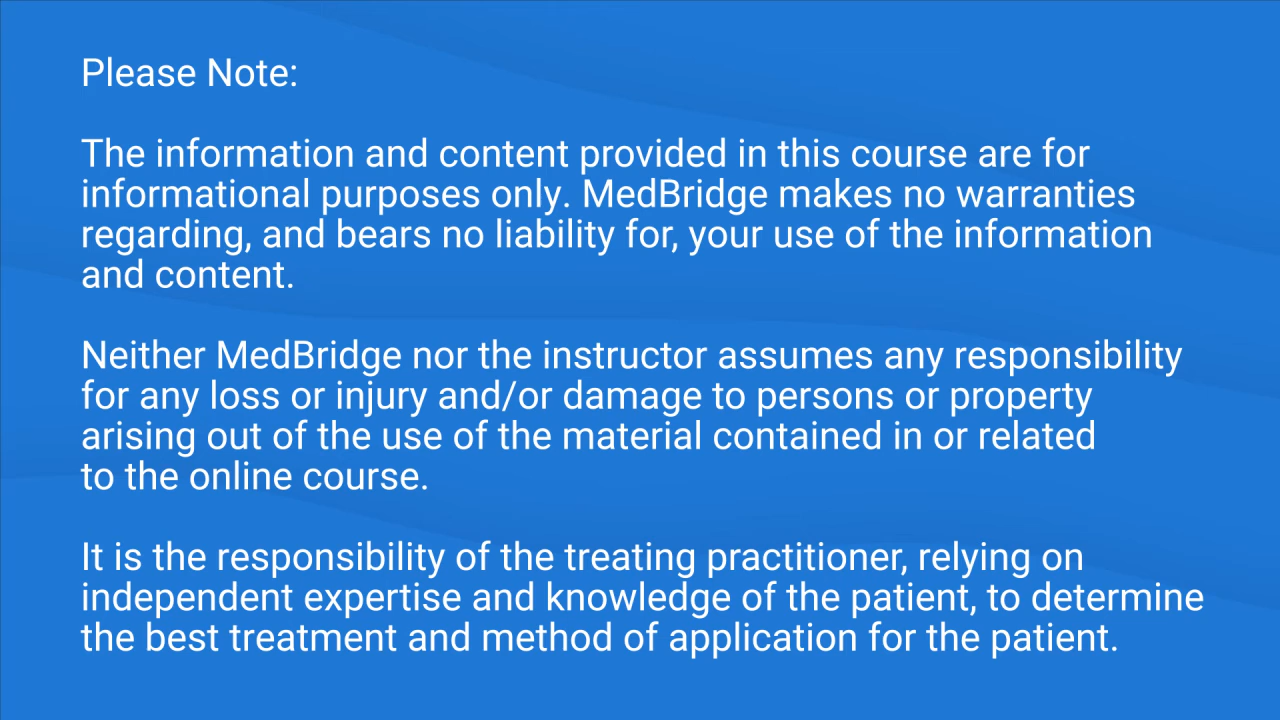 Please Note:
The information and content provided in this course are for
informational purposes only. MedBridge makes no warranties
regarding, and bears no liability for, your use of the information
and content.
Neither MedBridge nor the instructor assumes any responsibility
for any loss or injury and/or damage to persons or property
arising out of the use of the material contained in or related
to the online course.
It is the responsibility of the treating practitioner, relying on
independent expertise and knowledge of the patient, to determine
the best treatment and method of application for the patient.